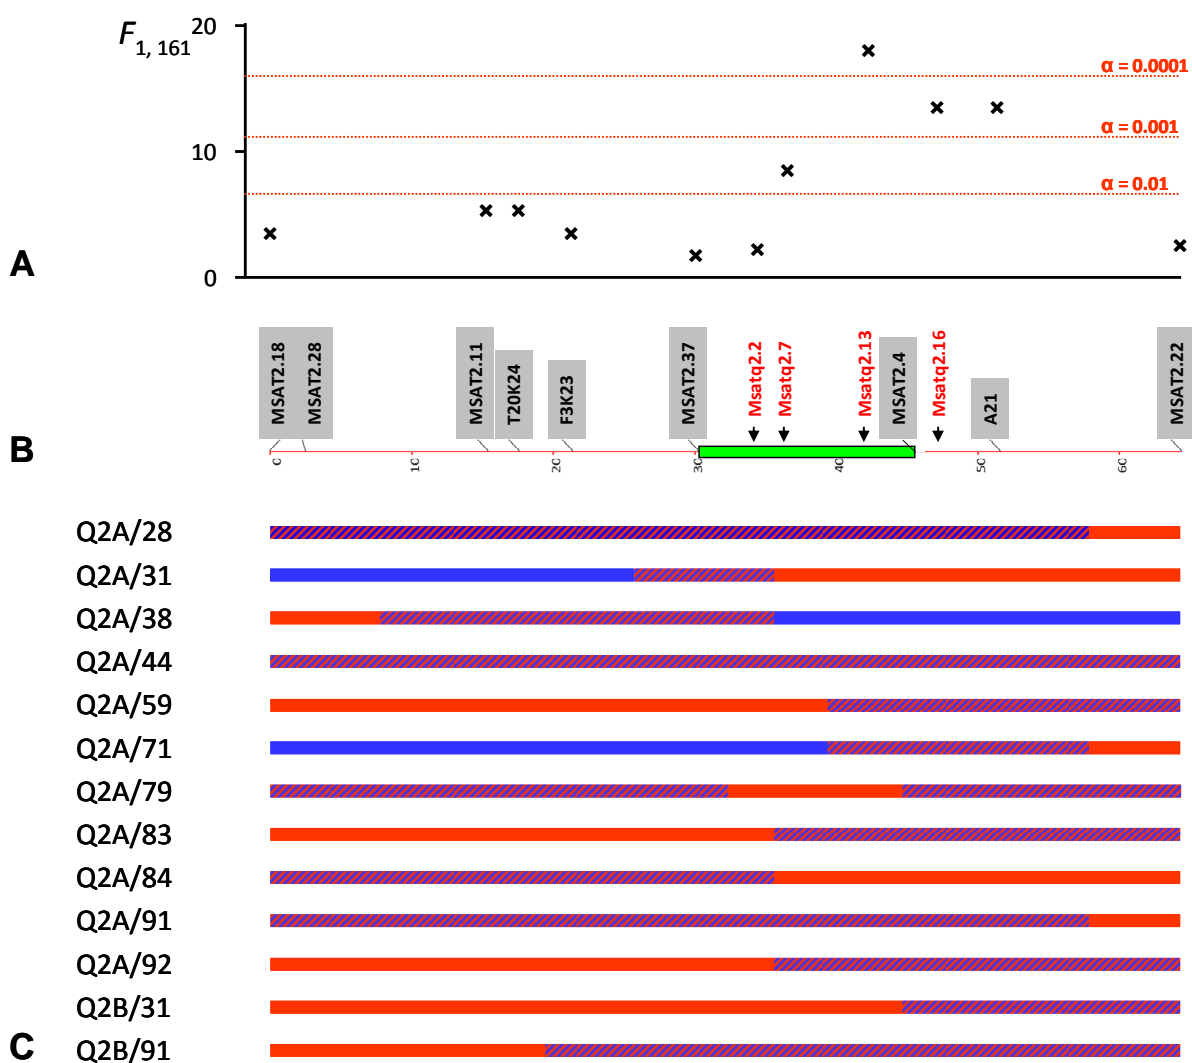 F1, 161
20
α = 0.0001
α = 0.001
10
α = 0.01
A
0
MSAT2.18
MSAT2.28
MSAT2.11
T20K24
F3K23
MSAT2.37
Msatq2.2
Msatq2.7
Msatq2.13
MSAT2.4
Msatq2.16
A21
MSAT2.22
B
0
10
20
30
40
50
60
Q2A/28
Q2A/31
Q2A/38
Q2A/44
Q2A/59
Q2A/71
Q2A/79
Q2A/83
Q2A/84
Q2A/91
Q2A/92
Q2B/31
C
Q2B/91